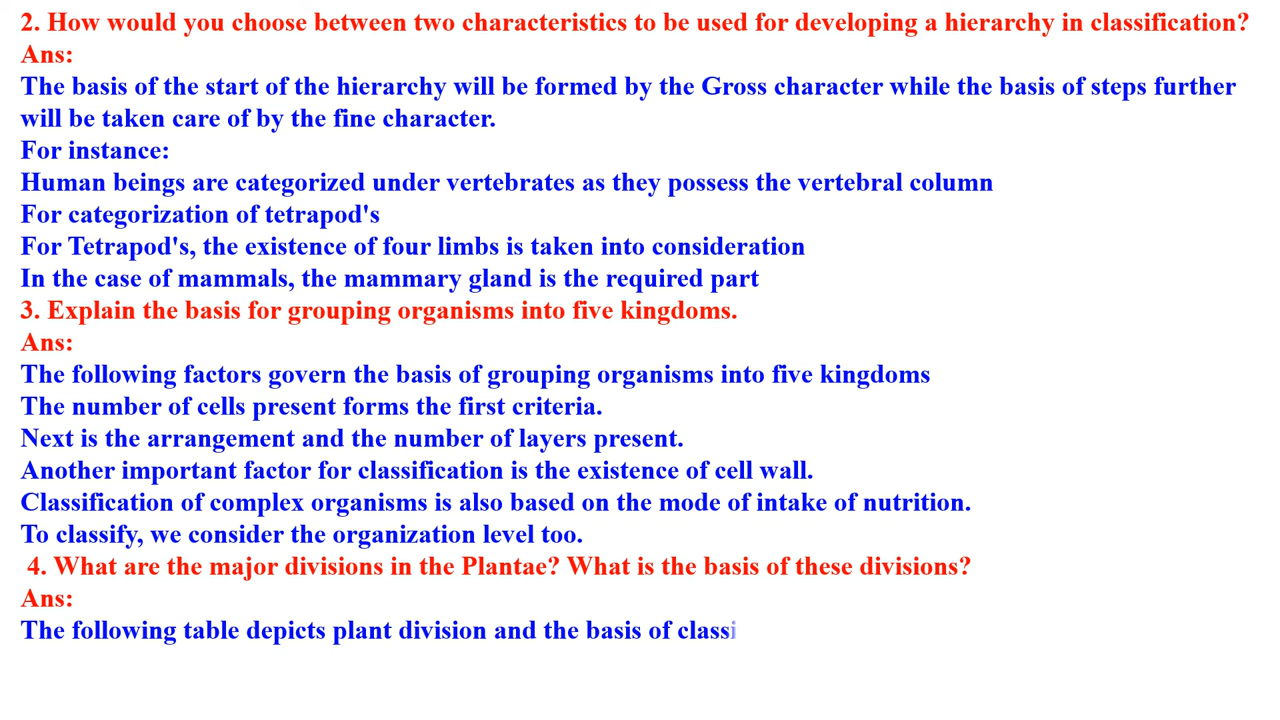 2. How would you choose between two characteristics to be used for developing a hierarchy in classification?
Ans:
The basis of the start of the hierarchy will be formed by the Gross character while the basis of steps further
will be taken care of by the fine character.
For instance:
Human beings are categorized under vertebrates as they possess the vertebral column
For categorization of tetrapod's
For Tetrapod's, the existence of four limbs is taken into consideration
In the case of mammals, the mammary gland is the required part
3. Explain the basis for grouping organisms into five kingdoms.
Ans:
The following factors govern the basis of grouping organisms into five kingdoms
The number of cells present forms the first criteria.
Next is the arrangement and the number of layers present.
Another important factor for classification is the existence of cell wall.
Classification of complex organisms is also based on the mode of intake of nutrition.
To classify, we consider the organization level too.
4. What are the major divisions in the Plantae? What is the basis of these divisions?
Ans:
The following table depicts plant division and the basis of classi